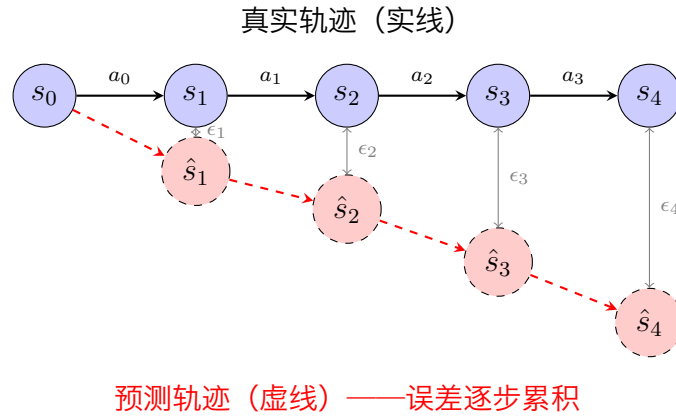 真实轨迹（实线）
a₀ a₁ a₂ a₃
s₀ s₁ s₂ s₃ s₄
ϵ₁ ϵ₂ ϵ₃ ϵ₄
ŝ₁ ŝ₂ ŝ₃ ŝ₄
预测轨迹（虚线）——误差逐步累积